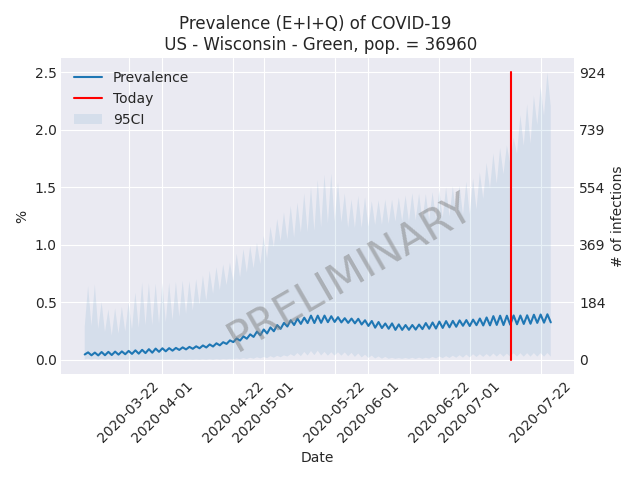 Prevalence (E+I+Q) of COVID-19
US - Wisconsin - Green, pop. = 36960
Prevalence
Today
95CI
2.5
2.0
1.5
1.0
0.5
0.0
%
924
739
554
369
184
0
# of infections
PRELIMINARY
2020-03-22
2020-04-01
2020-04-22
2020-05-01
2020-05-22
2020-06-01
2020-06-22
2020-07-01
2020-07-22
Date